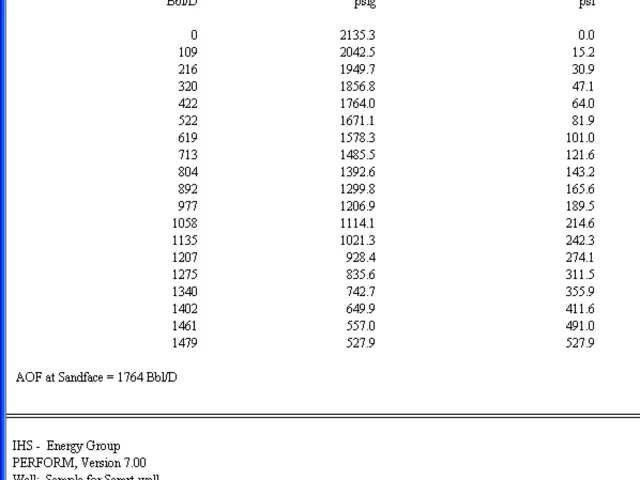 Bbl/D psig psi
0 2135.3 0.0
109 2042.5 15.2
216 1949.7 30.9
320 1856.8 47.1
422 1764.0 64.0
522 1671.1 81.9
619 1578.3 101.0
713 1485.5 121.6
804 1392.6 143.2
892 1299.8 165.6
977 1206.9 189.5
1058 1114.1 214.6
1135 1021.3 242.3
1207 928.4 274.1
1275 835.6 311.5
1340 742.7 355.9
1402 649.9 411.6
1461 557.0 491.0
1479 527.9 527.9
AOF at Sandface = 1764 Bbl/D
IHS - Energy Group
PERFORM, Version 7.00
Well: Sample for